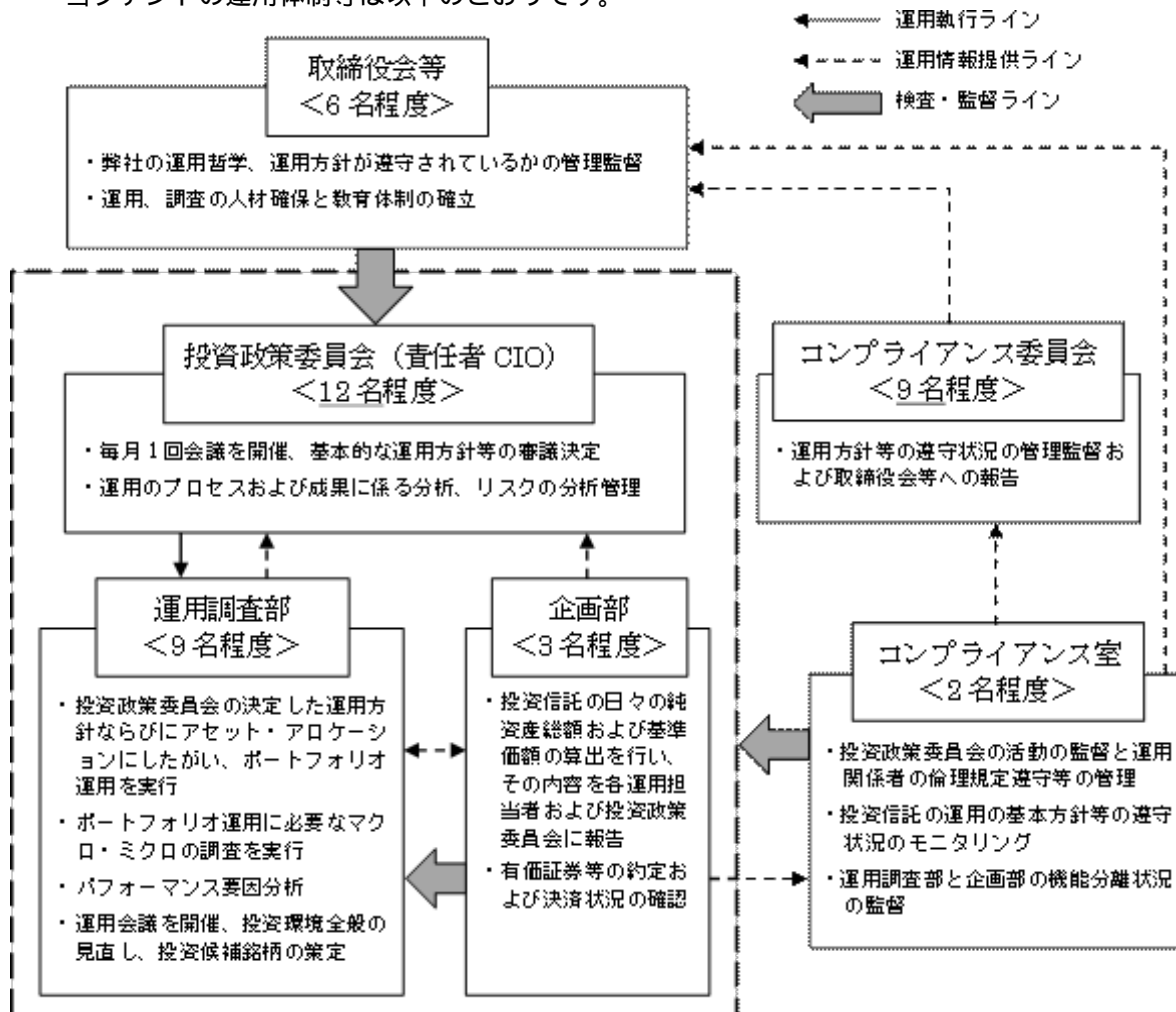 当ファンドの運用体制等は以下のとおりです。
運用執行ライン
運用情報提供ライン
検査・監督ライン
取締役会等
＜6名程度＞
・弊社の運用哲学、運用方針が遵守されているかの管理監督
・運用、調査の人材確保と教育体制の確立
投資政策委員会（責任者 CIO）
＜12名程度＞
・毎月1回会議を開催、基本的な運用方針等の審議決定
・運用のプロセスおよび成果に係る分析、リスクの分析管理
コンプライアンス委員会
＜9名程度＞
・運用方針等の遵守状況の管理監督お
よび取締役会等への報告
運用調査部
＜9名程度＞
・投資政策委員会の決定した運用方
針ならびにアセット・アロケーシ
ョンにしたがい、ポートフォリオ
運用を実行
・ポートフォリオ運用に必要なマク
ロ・ミクロの調査を実行
・パフォーマンス要因分析
・運用会議を開催、投資環境全般の
見直し、投資候補銘柄の策定
企画部
＜3名程度＞
・投資信託の日々の純
資産総額および基準
価額の算出を行い、
その内容を各運用担
当者および投資政策
委員会に報告
・有価証券等の約定お
よび決済状況の確認
コンプライアンス室
＜2名程度＞
・投資政策委員会の活動の監督と運用
関係者の倫理規定遵守等の管理
・投資信託の運用の基本方針等の遵守
状況のモニタリング
・運用調査部と企画部の機能分離状況
の監督